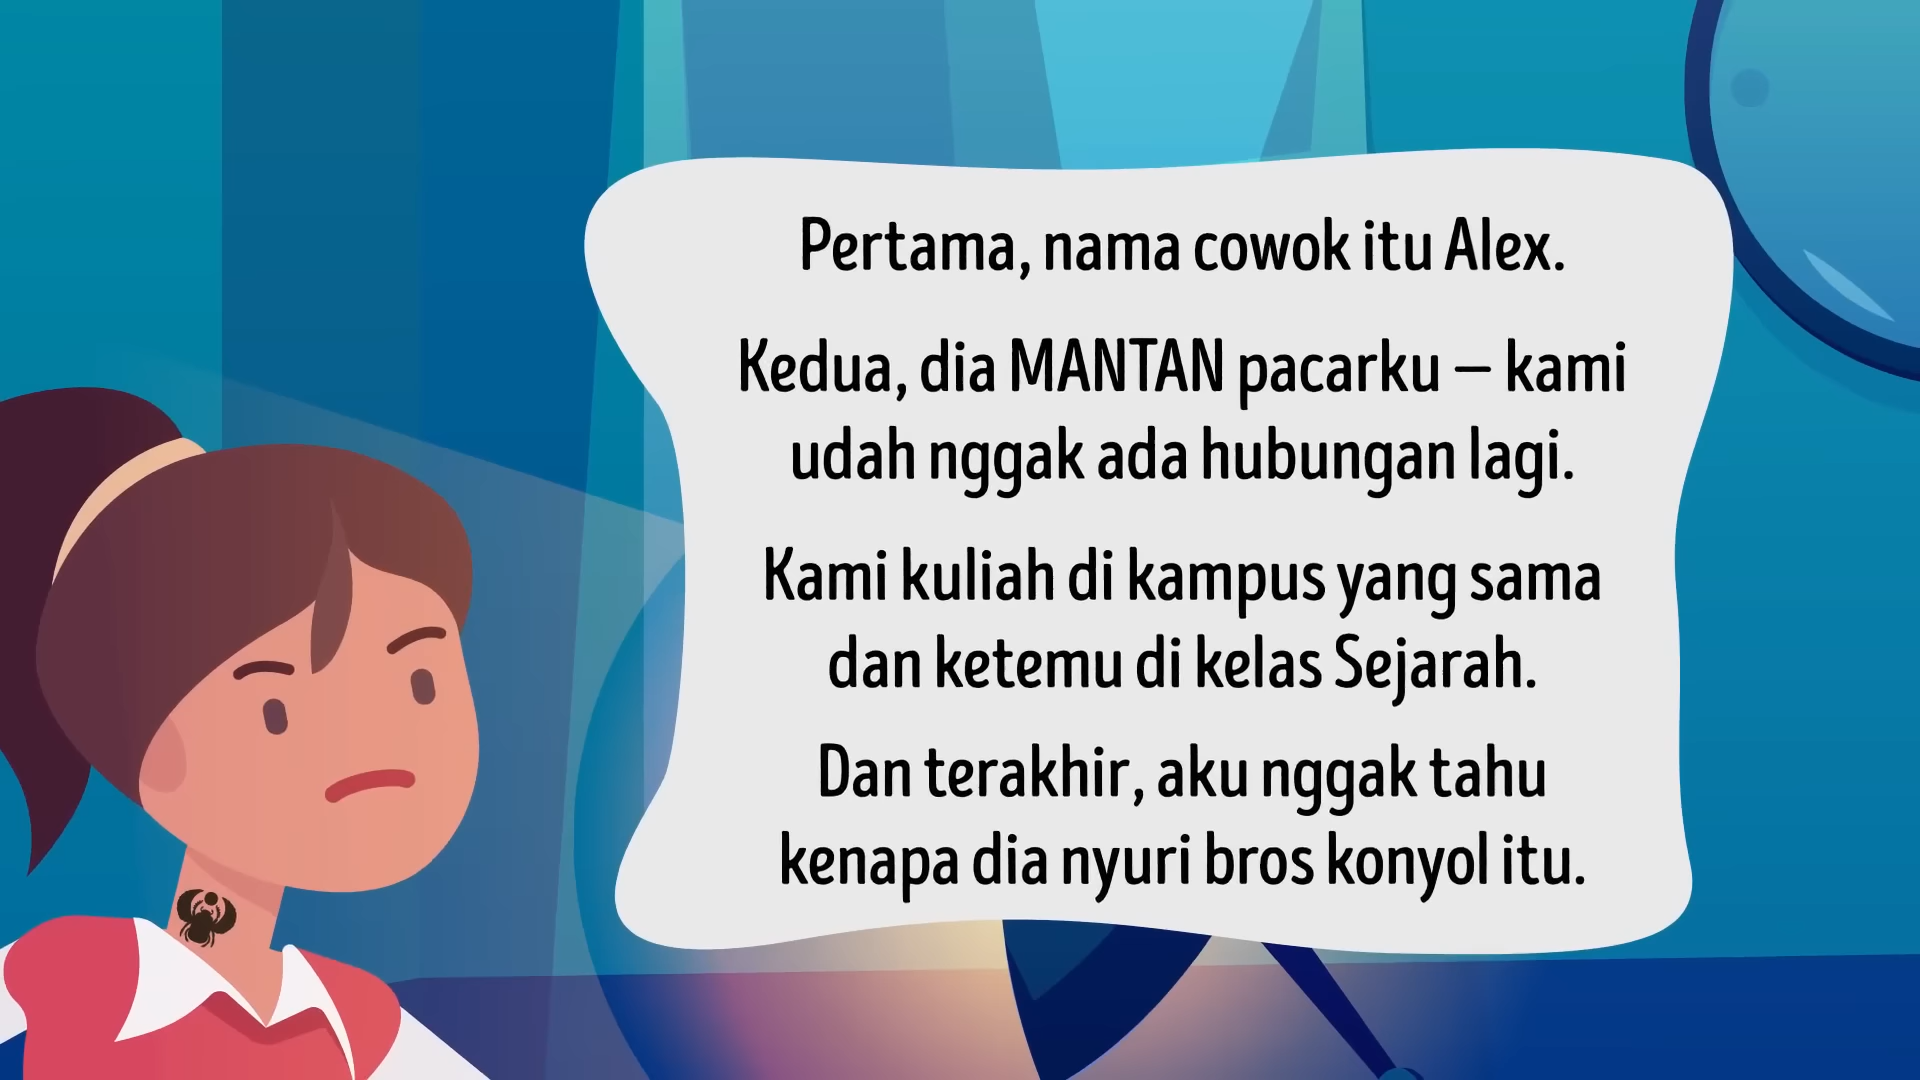 Pertama, nama cowok itu Alex.
Kedua, dia MANTAN pacarku – kami
udah nggak ada hubungan lagi.
Kami kuliah di kampus yang sama
dan ketemu di kelas Sejarah.
Dan terakhir, aku nggak tahu
kenapa dia nyuri bros konyol itu.